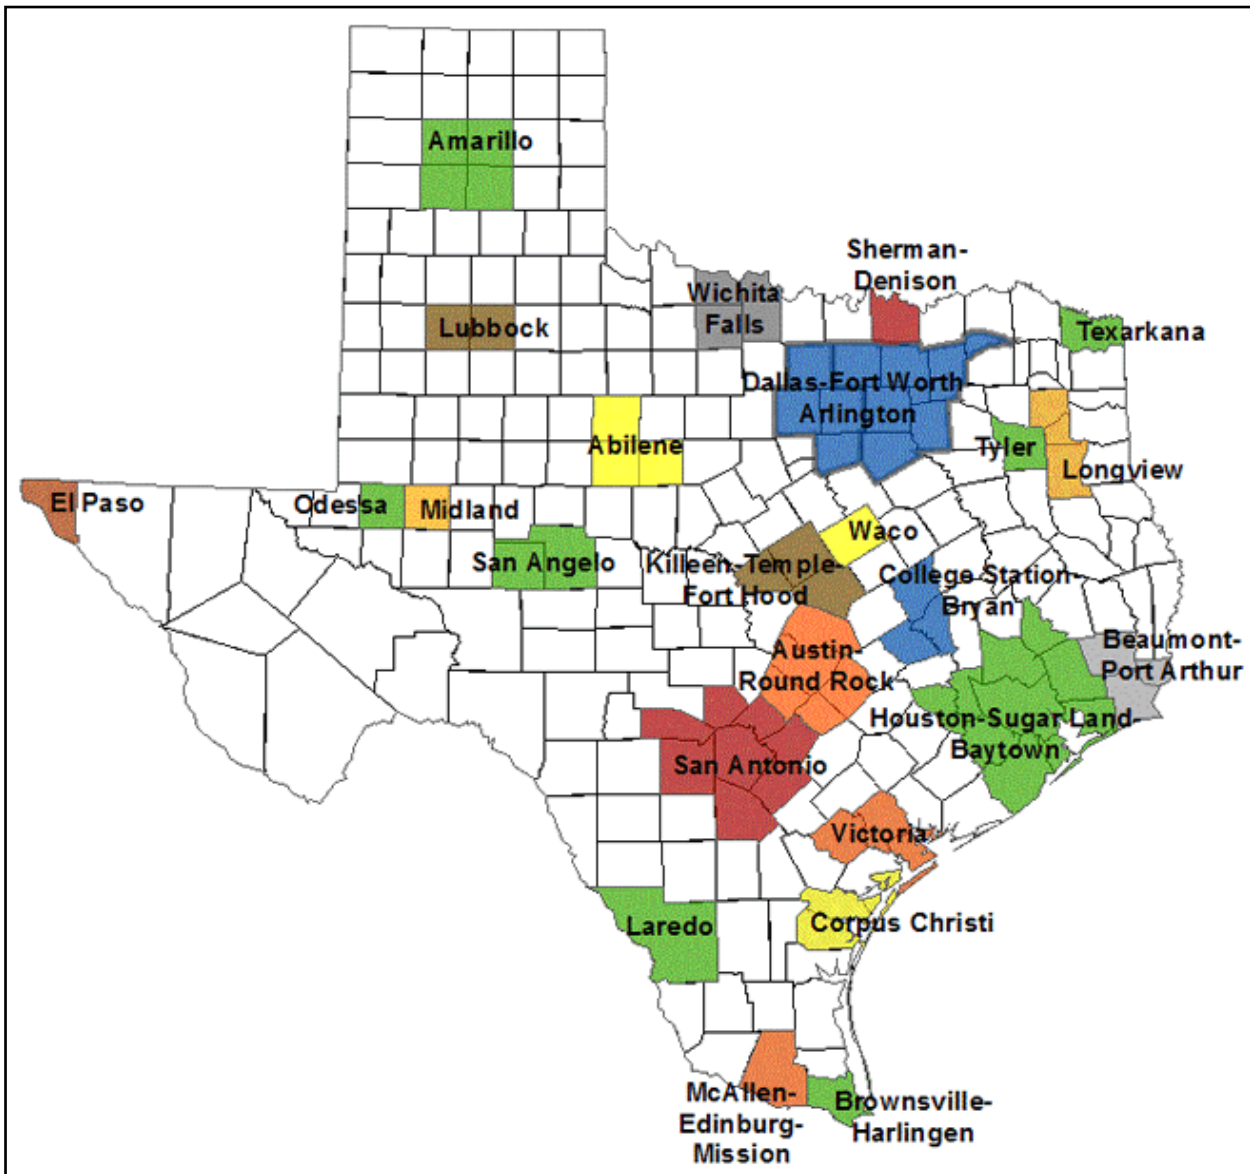 Amarillo
Sherman-
Denison
Wichita
Falls
Lubbock
Texarkana
Dallas-Fort Worth-
Arlington
Abilene
Tyler
Longview
El Paso
Odessa
Midland
Waco
San Angelo
Killeen-Temple-
Fort Hood
College Station-
Bryan
Beaumont-
Port Arthur
Austin-
Round Rock
Houston-Sugar Land-
Baytown
San Antonio
Victoria
Laredo
Corpus Christi
McAllen-
Edinburg-
Mission
Brownsville-
Harlingen